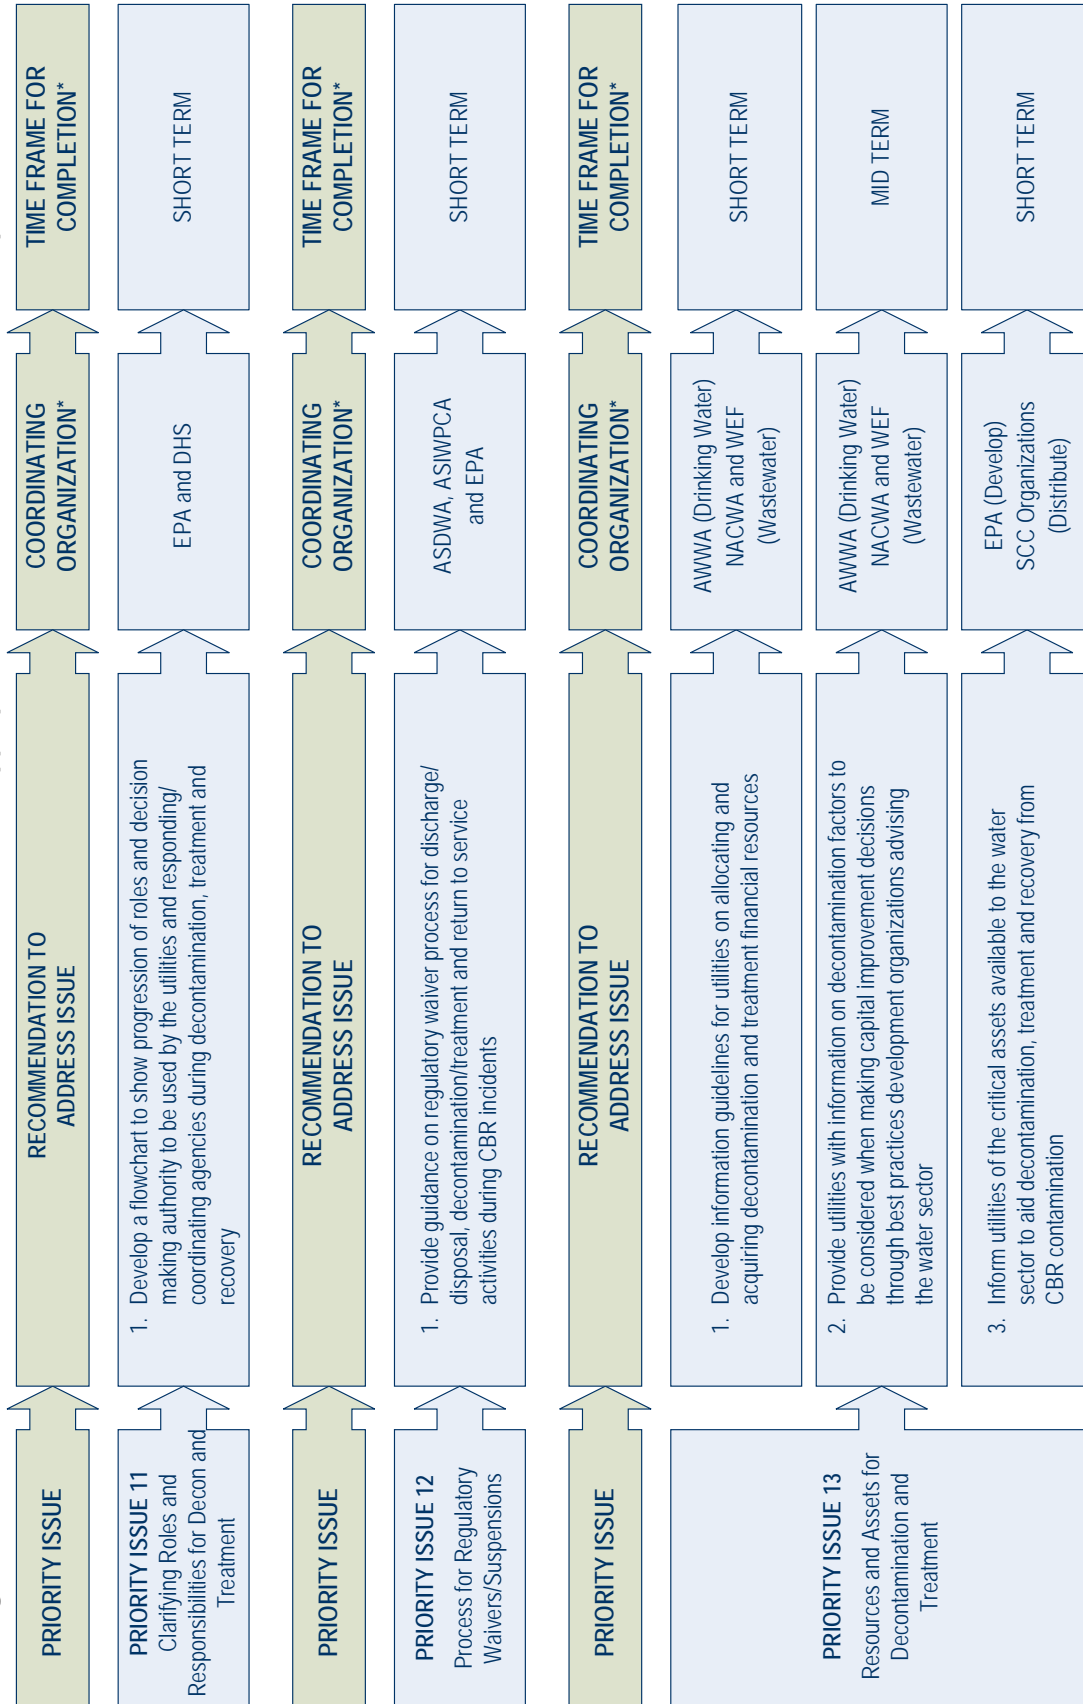 PRIORITY ISSUE
RECOMMENDATION TO
ADDRESS ISSUE
COORDINATING
ORGANIZATION*
TIME FRAME FOR
COMPLETION*
PRIORITY ISSUE 11
Clarifying Roles and
Responsibilities for Decon and
Treatment
1. Develop a flowchart to show progression of roles and decision
making authority to be used by the utilities and responding/
coordinating agencies during decontamination, treatment and
recovery
EPA and DHS
SHORT TERM
PRIORITY ISSUE
RECOMMENDATION TO
ADDRESS ISSUE
COORDINATING
ORGANIZATION*
TIME FRAME FOR
COMPLETION*
PRIORITY ISSUE 12
Process for Regulatory
Waivers/Suspensions
1. Provide guidance on regulatory waiver process for discharge/
disposal, decontamination/treatment and return to service
activities during CBR incidents
ASDWA, ASIWPCA
and EPA
SHORT TERM
PRIORITY ISSUE
RECOMMENDATION TO
ADDRESS ISSUE
COORDINATING
ORGANIZATION*
TIME FRAME FOR
COMPLETION*
PRIORITY ISSUE 13
Resources and Assets for
Decontamination and
Treatment
1. Develop information guidelines for utilities on allocating and
acquiring decontamination and treatment financial resources
AWWA (Drinking Water)
NACWA and WEF
(Wastewater)
SHORT TERM
2. Provide utilities with information on decontamination factors to
be considered when making capital improvement decisions
through best practices development organizations advising
the water sector
AWWA (Drinking Water)
NACWA and WEF
(Wastewater)
MID TERM
3. Inform utilities of the critical assets available to the water
sector to aid decontamination, treatment and recovery from
CBR contamination
EPA (Develop)
SCC Organizations
(Distribute)
SHORT TERM